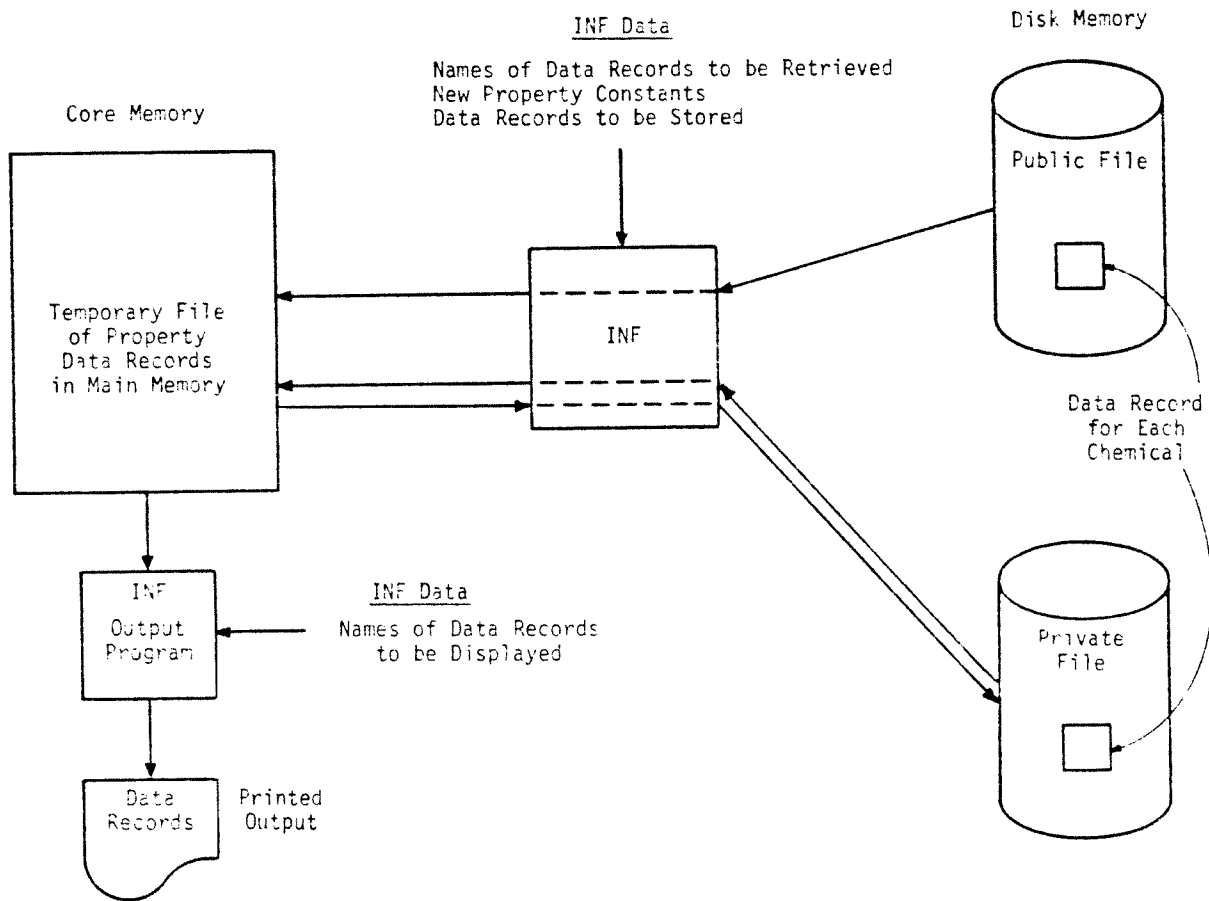 INF Data
Names of Data Records to be Retrieved
New Property Constants
Data Records to be Stored
Disk Memory
Core Memory
Public File
Temporary File
of Property
Data Records
in Main Memory
INF
Data Record
for Each
Chemical
INF
Output
Program
INF Data
Names of Data Records
to be Displayed
Private
File
Data
Records
Printed
Output